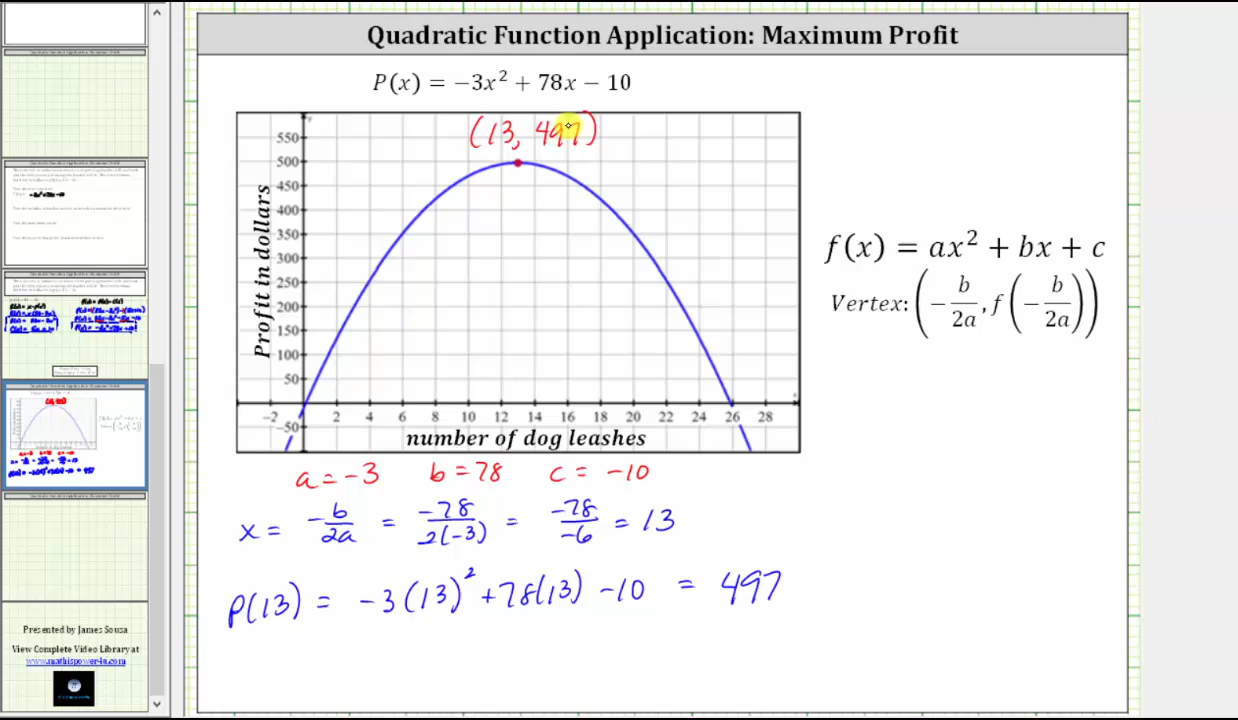 Quadratic Function Application: Maximum Profit
P(x) = −3x² + 78x − 10
(13, 497)
y
550
500
450
400
350
300
250
200
150
100
50
−50
Profit in dollars
x
−2 2 4 6 8 10 12 14 16 18 20 22 24 26 28
number of dog leashes
f(x) = ax² + bx + c
Vertex: (−b/2a, f(−b/2a))
a = −3 b = 78 c = −10
x = −b/2a = −78/2(−3) = −78/−6 = 13
P(13) = −3(13)² + 78(13) − 10 = 497
Presented by James Sousa
View Complete Video Library at
www.mathispower4u.com